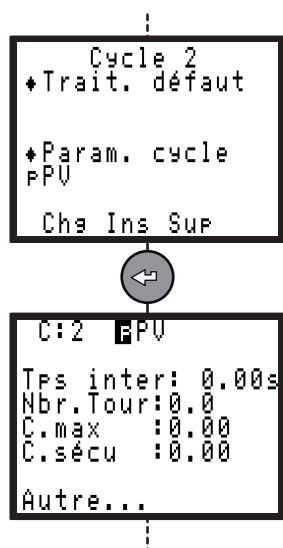 Cycle 2
♦Trait. défaut
♦Param. cycle
PPV
Chg Ins Sup
C:2 PPV
Tps inter: 0.00s
Nbr.Tour:0.0
C.max :0.00
C.sécu :0.00
Autre...